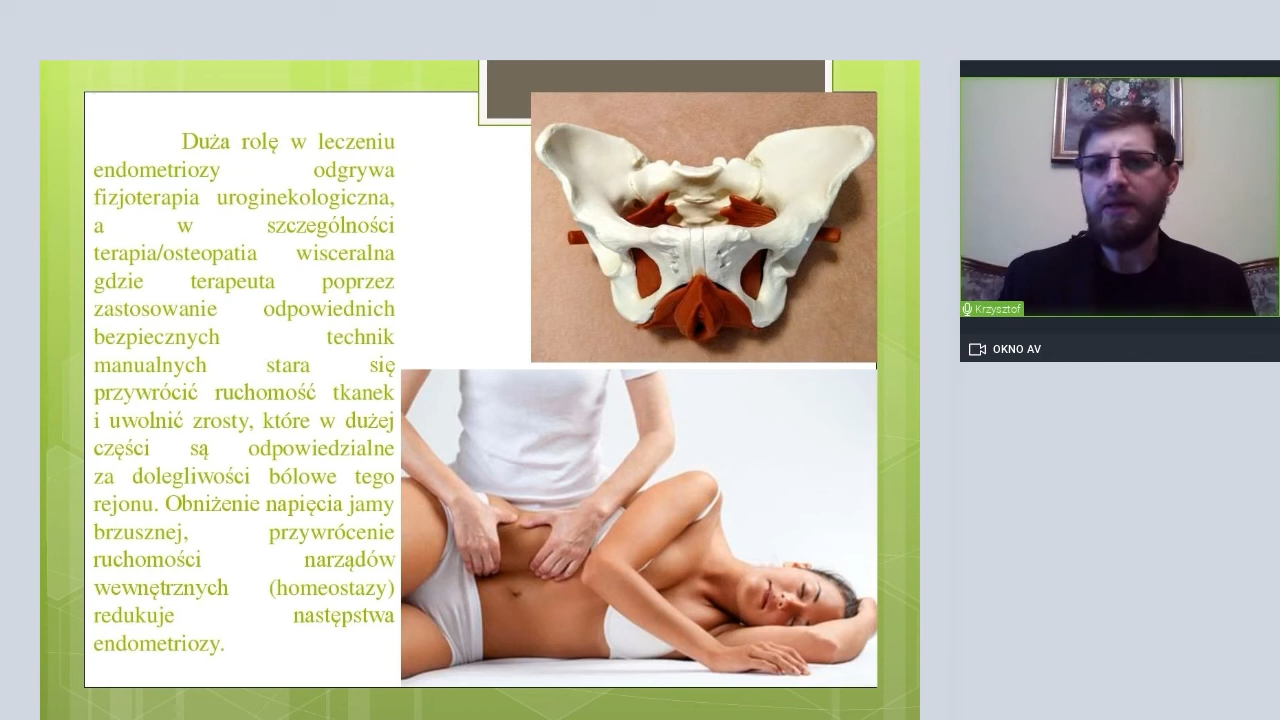 Duża rolę w leczeniu
endometriozy odgrywa
fizjoterapia uroginekologiczna,
a w szczególności
terapia/osteopatia wisceralna
gdzie terapeuta poprzez
zastosowanie odpowiednich
bezpiecznych technik
manualnych stara się
przywrócić ruchomość tkanek
i uwolnić zrosty, które w dużej
części są odpowiedzialne
za dolegliwości bólowe tego
rejonu. Obniżenie napięcia jamy
brzusznej, przywrócenie
ruchomości narządów
wewnętrznych (homeostazy)
redukuje następstwa
endometriozy.
Krzysztof
OKNO AV